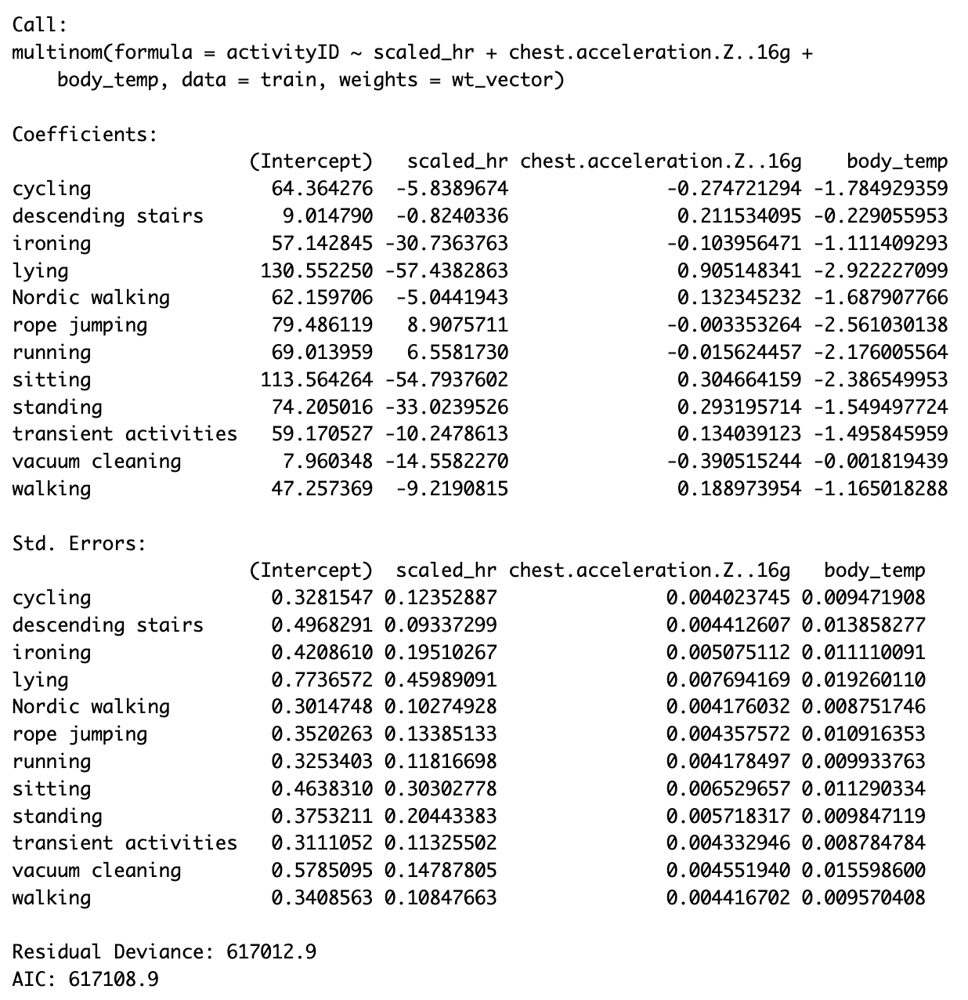 Call:
multinom(formula = activityID ~ scaled_hr + chest.acceleration.Z..16g +
    body_temp, data = train, weights = wt_vector)

Coefficients:
                     (Intercept)   scaled_hr chest.acceleration.Z..16g    body_temp
cycling                64.364276  -5.8389674              -0.274721294 -1.784929359
descending stairs       9.014790  -0.8240336               0.211534095 -0.229055953
ironing                57.142845 -30.7363763              -0.103956471 -1.111409293
lying                 130.552250 -57.4382863               0.905148341 -2.922227099
Nordic walking         62.159706  -5.0441943               0.132345232 -1.687907766
rope jumping           79.486119   8.9075711              -0.003353264 -2.561030138
running                69.013959   6.5581730              -0.015624457 -2.176005564
sitting               113.564264 -54.7937602               0.304664159 -2.386549953
standing               74.205016 -33.0239526               0.293195714 -1.549497724
transient activities   59.170527 -10.2478613               0.134039123 -1.495845959
vacuum cleaning         7.960348 -14.5582270              -0.390515244 -0.001819439
walking                47.257369  -9.2190815               0.188973954 -1.165018288

Std. Errors:
                     (Intercept)  scaled_hr chest.acceleration.Z..16g   body_temp
cycling                0.3281547 0.12352887               0.004023745 0.009471908
descending stairs      0.4968291 0.09337299               0.004412607 0.013858277
ironing                0.4208610 0.19510267               0.005075112 0.011110091
lying                  0.7736572 0.45989091               0.007694169 0.019260110
Nordic walking         0.3014748 0.10274928               0.004176032 0.008751746
rope jumping           0.3520263 0.13385133               0.004357572 0.010916353
running                0.3253403 0.11816698               0.004178497 0.009933763
sitting                0.4638310 0.30302778               0.006529657 0.011290334
standing               0.3753211 0.20443383               0.005718317 0.009847119
transient activities   0.3111052 0.11325502               0.004332946 0.008784784
vacuum cleaning        0.5785095 0.14787805               0.004551940 0.015598600
walking                0.3408563 0.10847663               0.004416702 0.009570408

Residual Deviance: 617012.9
AIC: 617108.9